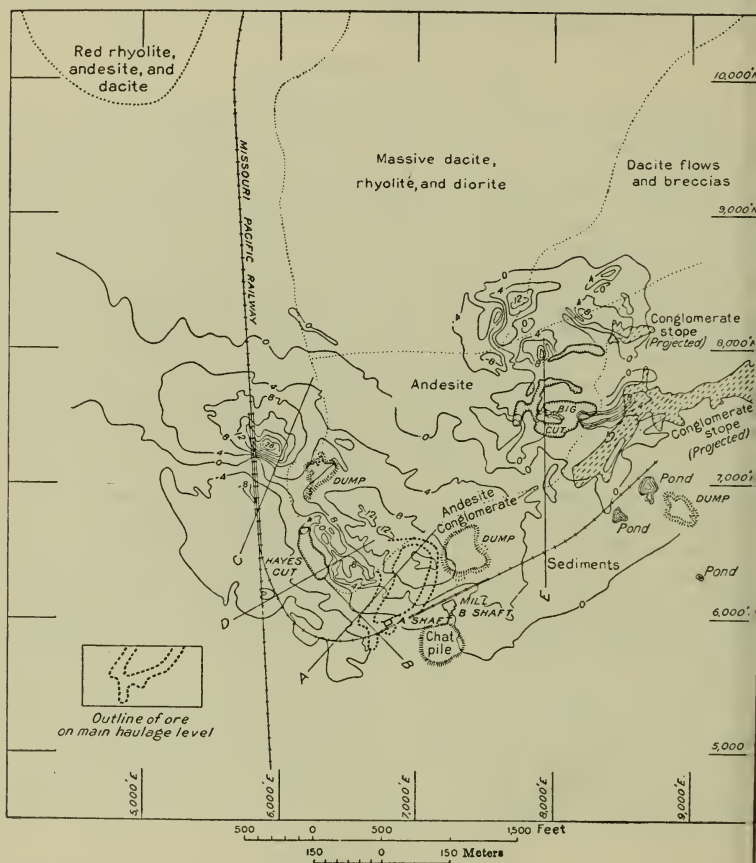 Red rhyolite,
andesite, and
dacite
MISSOURI PACIFIC RAILWAY
Massive dacite,
rhyolite, and diorite
Dacite flows
and breccias
10,000'N
9,000'N
Conglomerate
stope
(Projected)
8,000'N
Andesite
BIG
CUT
Conglomerate
stope
(Projected)
7,000'N
DUMP
Andesite
Conglomerate
DUMP
Pond
DUMP
Pond
HAYES
CUT
Sediments
Pond
C
D
MILL
A SHAFT
B SHAFT
E
6,000'
Chat
pile
A
B
Outline of ore
on main haulage level
5,000
5,000'E
6,000'E
7,000'E
8,000'E
9,000'E.
500 0 500 1,500 Feet
150 0 150 Meters